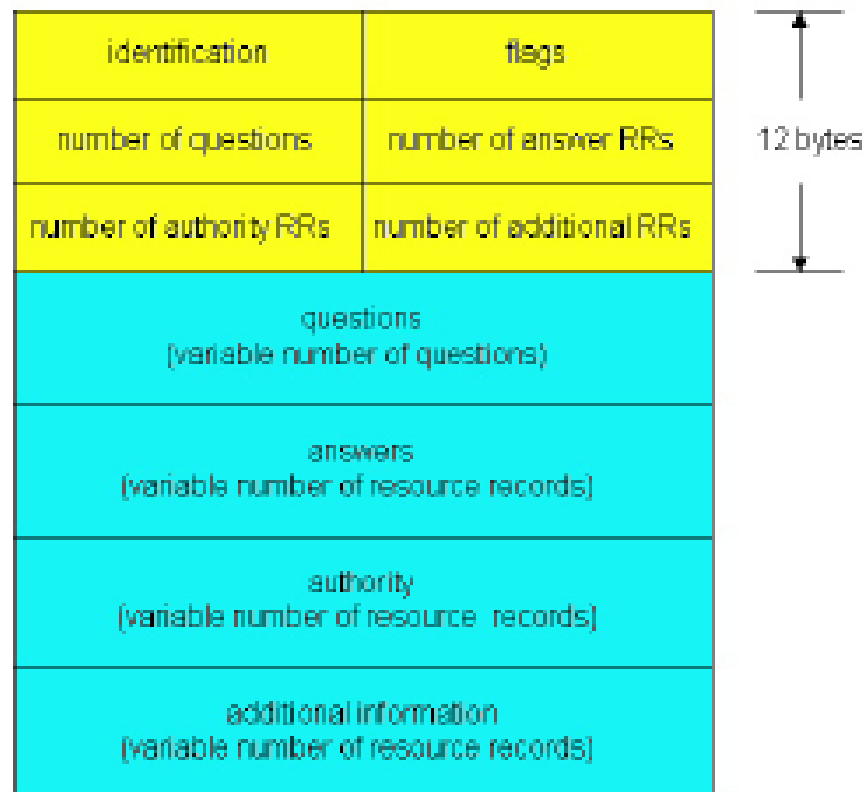 identification
flags
number of questions
number of answer RRs
12 bytes
number of authority RRs
number of additional RRs
questions
(variable number of questions)
answers
(variable number of resource records)
authority
(variable number of resource records)
additional information
(variable number of resource records)